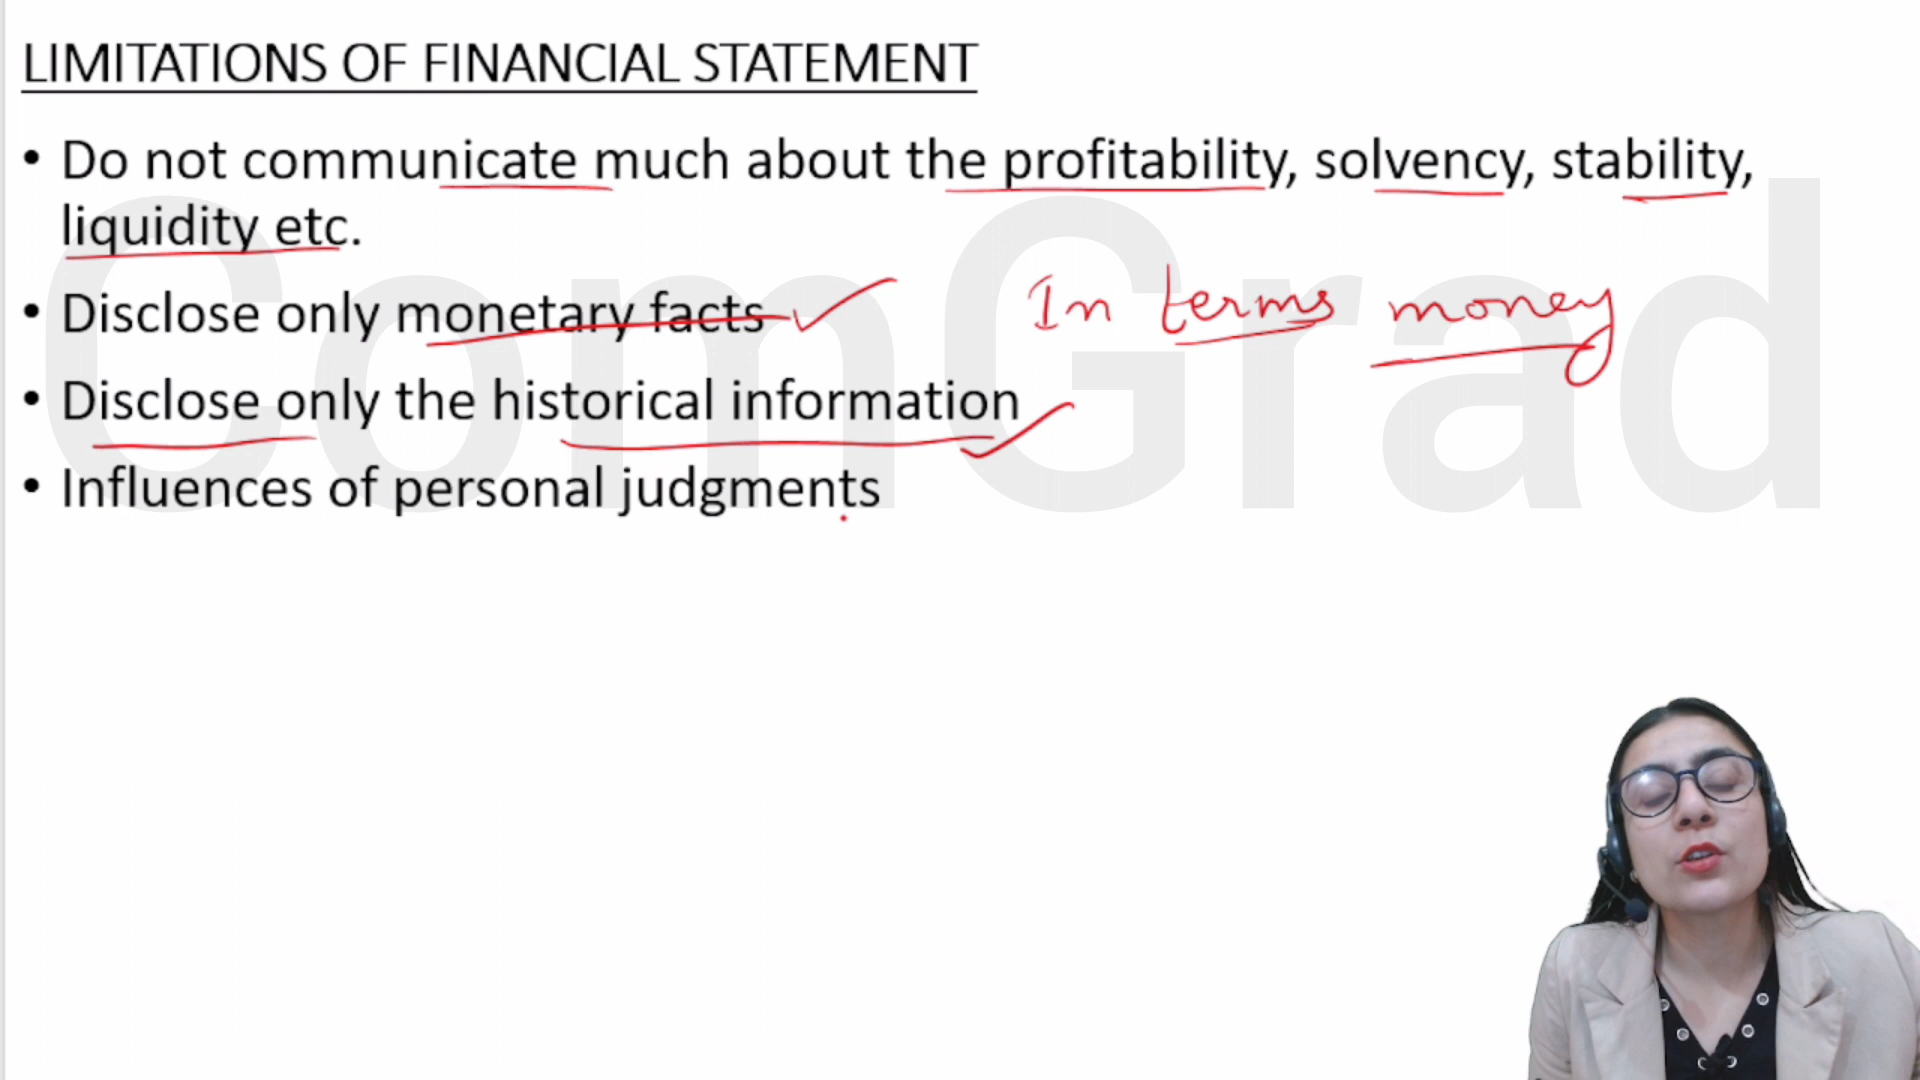 LIMITATIONS OF FINANCIAL STATEMENT
• Do not communicate much about the profitability, solvency, stability,
liquidity etc.
• Disclose only monetary facts
In terms money
• Disclose only the historical information
• Influences of personal judgments
ComGrad